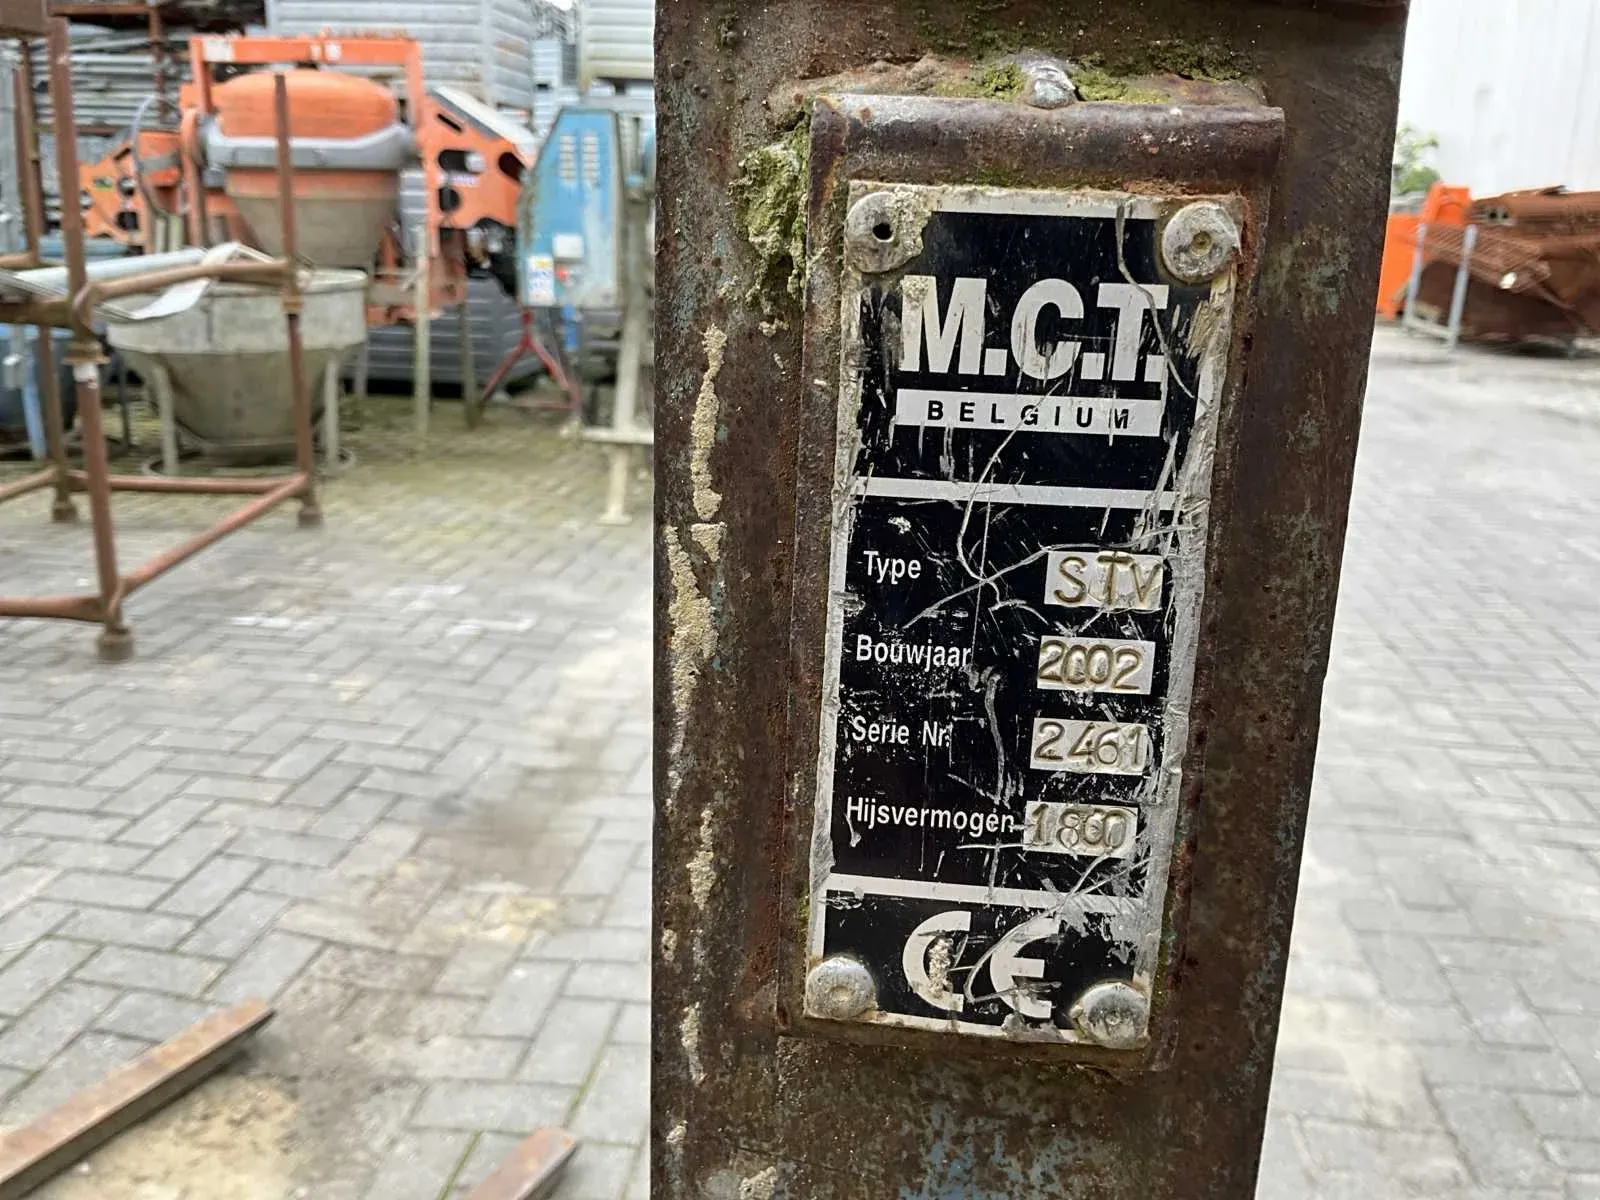 M.C.T.
BELGIUM
Type STV
Bouwjaar 2002
Serie Nr. 2461
Hijsvermogen 1800
CE